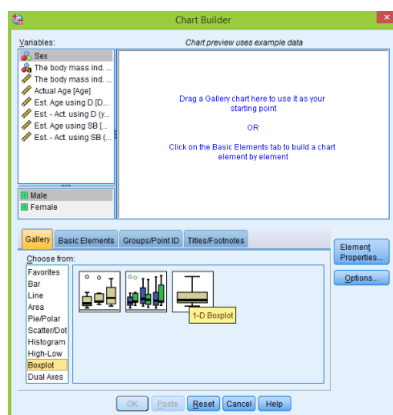 Chart Builder
Variables:
Chart preview uses example data
Sex
The body mass ind. ...
The body mass ind. ...
Actual Age [Age]
Est. Age using D [D...
Est. - Act. using D (y...
Est. Age using SB [...
Est. - Act. using SB (...
Drag a Gallery chart here to use it as your
starting point
OR
Click on the Basic Elements tab to build a chart
element by element
Male
Female
Gallery
Basic Elements
Groups/Point ID
Titles/Footnotes
Choose from:
Favorites
Bar
Line
Area
Pie/Polar
Scatter/Dot
Histogram
High-Low
Boxplot
Dual Axes
1-D Boxplot
Element
Properties...
Options...
OK
Paste
Reset
Cancel
Help